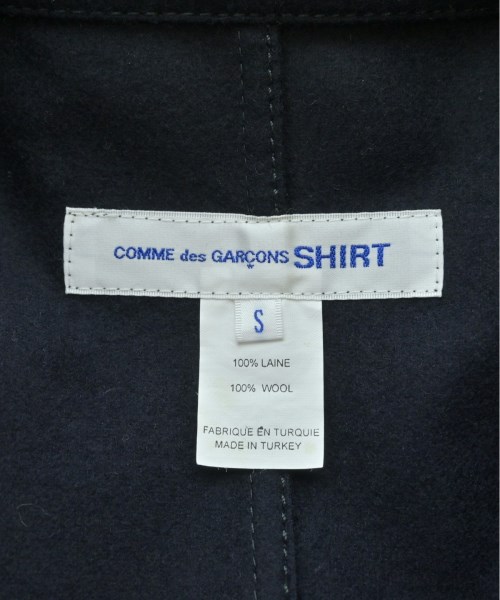 COMME des GARÇONS SHIRT
S
100% LAINE
100% WOOL
FABRIQUE EN TURQUIE
MADE IN TURKEY